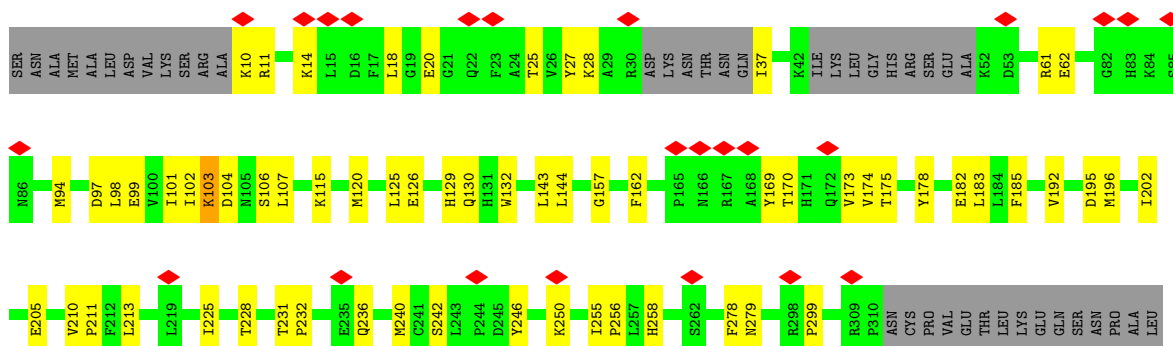 SER ASN ALA MET ALA LEU ASP VAL LYS SER ARG ALA K10 R11 K14 L15 D16 F17 L18 G19 E20 G21 Q22 F23 A24 T25 V26 Y27 K28 A29 R30 ASP LYS ASN THR ASN GLN I37 K42 ILE LYS LEU GLY HIS ARG SER GLU ALA K52 D53 R61 E62 G82 H83 K84 S85
N86 M94 D97 L98 E99 V100 I101 I102 K103 D104 N105 S106 L107 K115 M120 L125 E126 H129 Q130 H131 W132 L143 L144 G157 F162 P165 N166 R167 A168 Y169 T170 H171 Q172 V173 V174 T175 Y178 E182 L183 L184 F185 V192 D195 M196 I202
E205 V210 P211 F212 L213 L219 I225 T228 T231 P232 E235 Q236 M240 G241 S242 L243 P244 D245 Y246 K250 I255 P256 L257 H258 S262 F278 N279 R298 P299 R309 P310 ASN CYS PRO VAL GLU THR LEU LYS GLU GLN SER ASN PRO ALA LEU